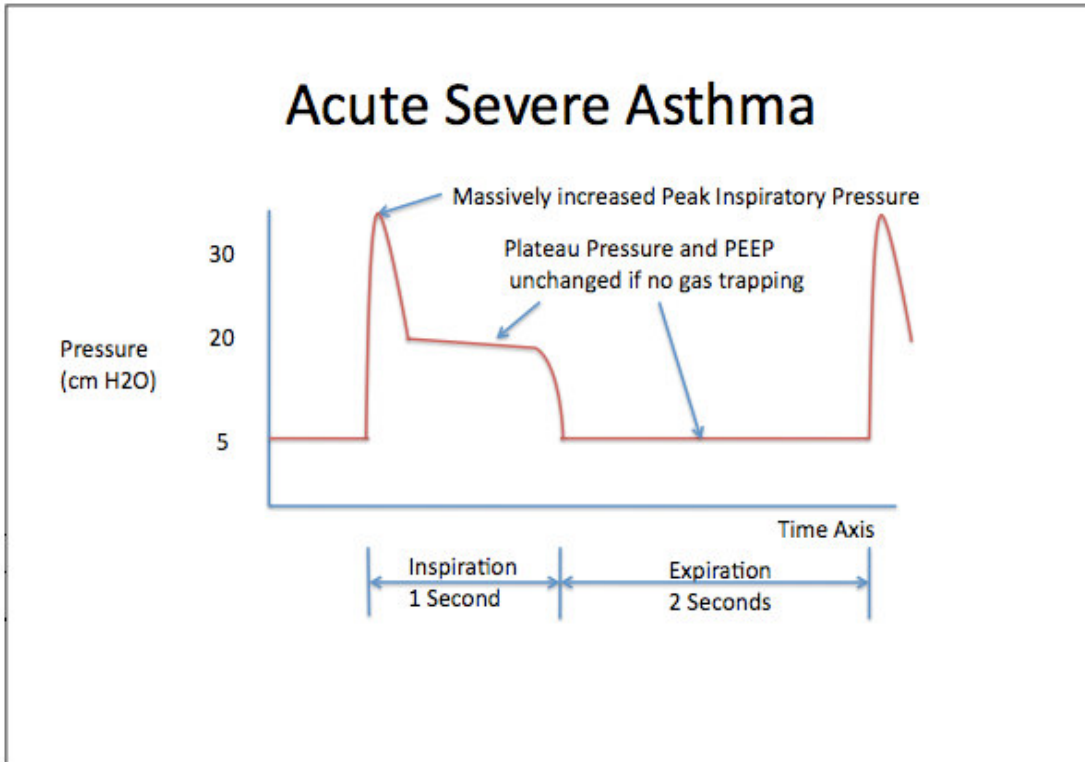 Acute Severe Asthma
Massively increased Peak Inspiratory Pressure
Plateau Pressure and PEEP
unchanged if no gas trapping
30
20
Pressure
(cm H2O)
5
Time Axis
Inspiration
1 Second
Expiration
2 Seconds